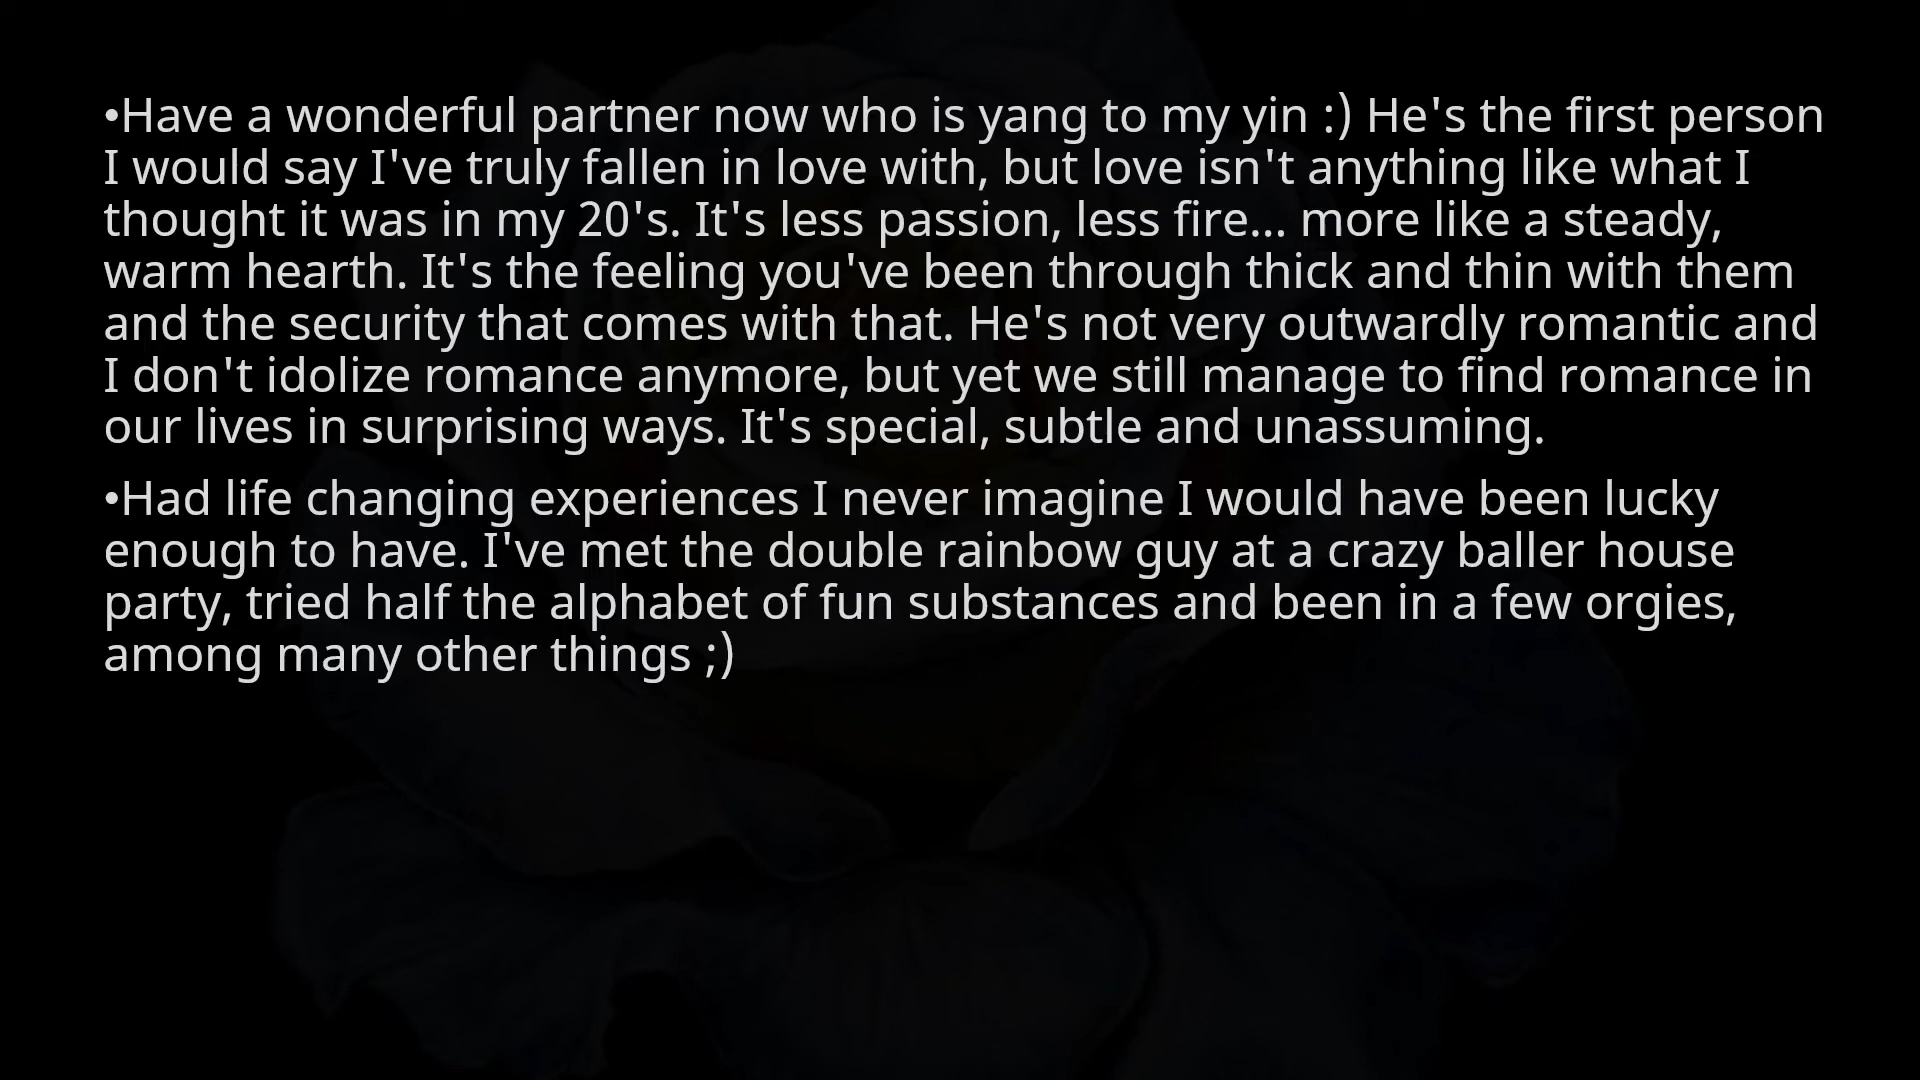 •Have a wonderful partner now who is yang to my yin :) He's the first person
I would say I've truly fallen in love with, but love isn't anything like what I
thought it was in my 20's. It's less passion, less fire... more like a steady,
warm hearth. It's the feeling you've been through thick and thin with them
and the security that comes with that. He's not very outwardly romantic and
I don't idolize romance anymore, but yet we still manage to find romance in
our lives in surprising ways. It's special, subtle and unassuming.
•Had life changing experiences I never imagine I would have been lucky
enough to have. I've met the double rainbow guy at a crazy baller house
party, tried half the alphabet of fun substances and been in a few orgies,
among many other things ;)